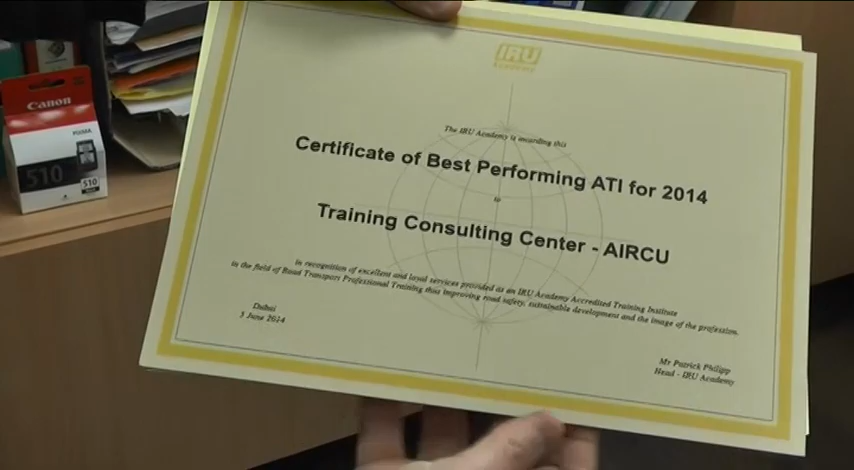 IRU
Academy
The IRU Academy is awarding this
Certificate of Best Performing ATI for 2014
to
Training Consulting Center - AIRCU
in recognition of excellent and loyal services provided as an IRU Academy Accredited Training Institute
in the field of Road Transport Professional Training thus improving road safety, sustainable development and the image of the profession.
Dubai
3 June 2014
Mr Patrick Philipp
Head - IRU Academy
Canon
PIXMA
510
510